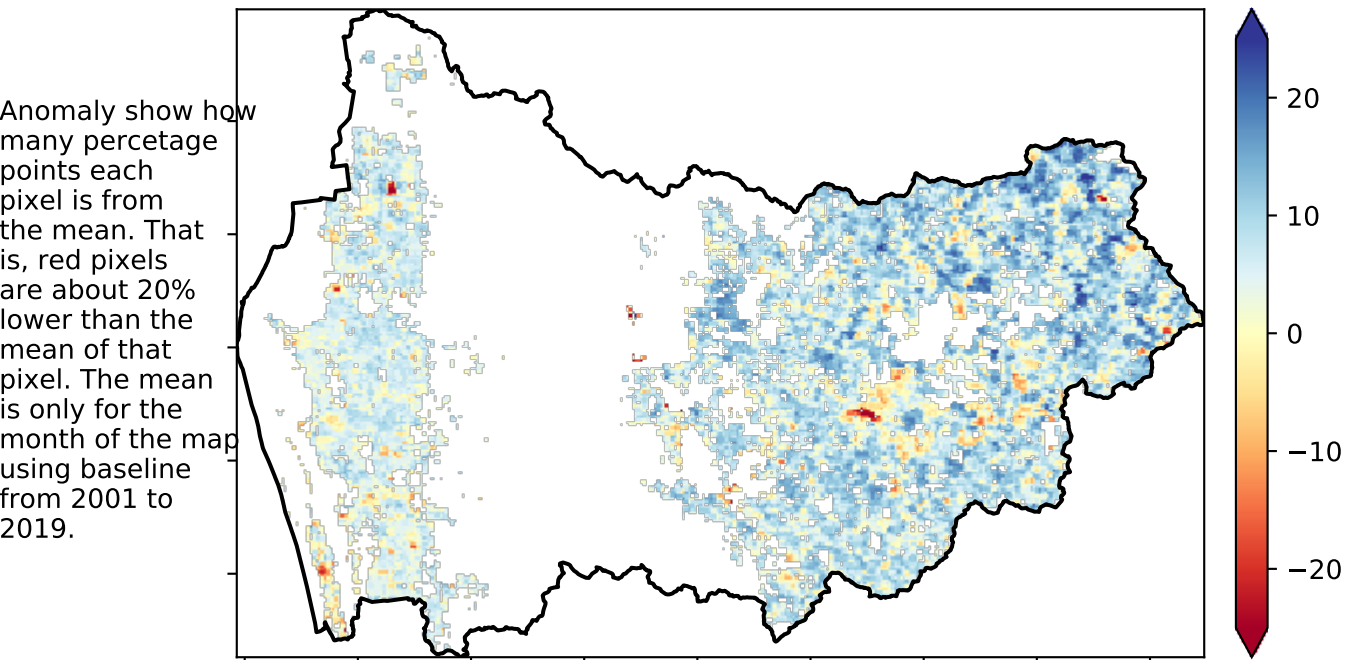 Anomaly show how
many percetage
points each
pixel is from
the mean. That
is, red pixels
are about 20%
lower than the
mean of that
pixel. The mean
is only for the
month of the map
using baseline
from 2001 to
2019.
20
10
0
−10
−20